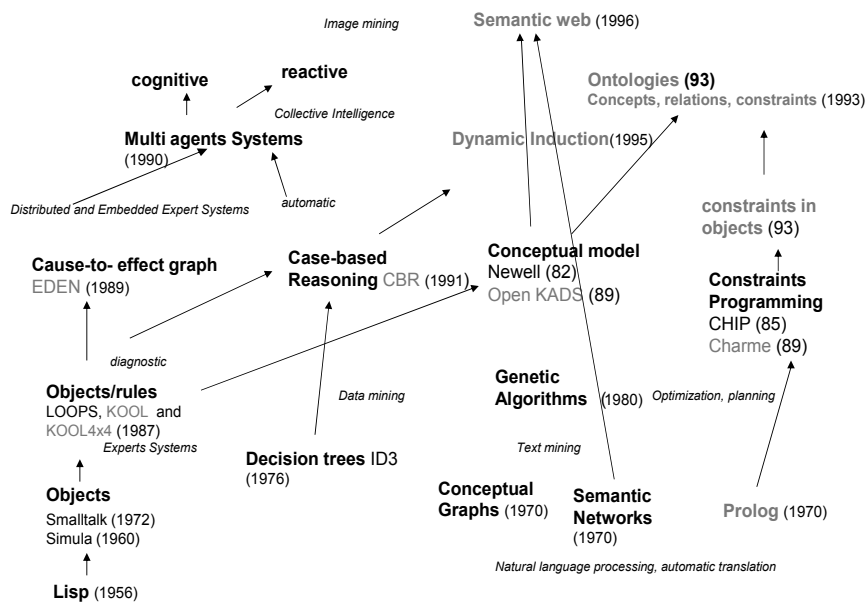 Image mining
Semantic web (1996)
cognitive
reactive
Ontologies (93)
Concepts, relations, constraints (1993)
Collective Intelligence
Multi agents Systems
(1990)
Dynamic Induction(1995)
Distributed and Embedded Expert Systems
automatic
constraints in
objects (93)
Cause-to- effect graph
EDEN (1989)
Case-based
Reasoning CBR (1991)
Conceptual model
Newell (82)
Open KADS (89)
Constraints
Programming
CHIP (85)
Charme (89)
diagnostic
Objects/rules
LOOPS, KOOL and
KOOL4x4 (1987)
Experts Systems
Data mining
Genetic
Algorithms (1980)
Optimization, planning
Decision trees ID3
(1976)
Text mining
Objects
Smalltalk (1972)
Simula (1960)
Conceptual
Graphs (1970)
Semantic
Networks
(1970)
Prolog (1970)
Natural language processing, automatic translation
Lisp (1956)